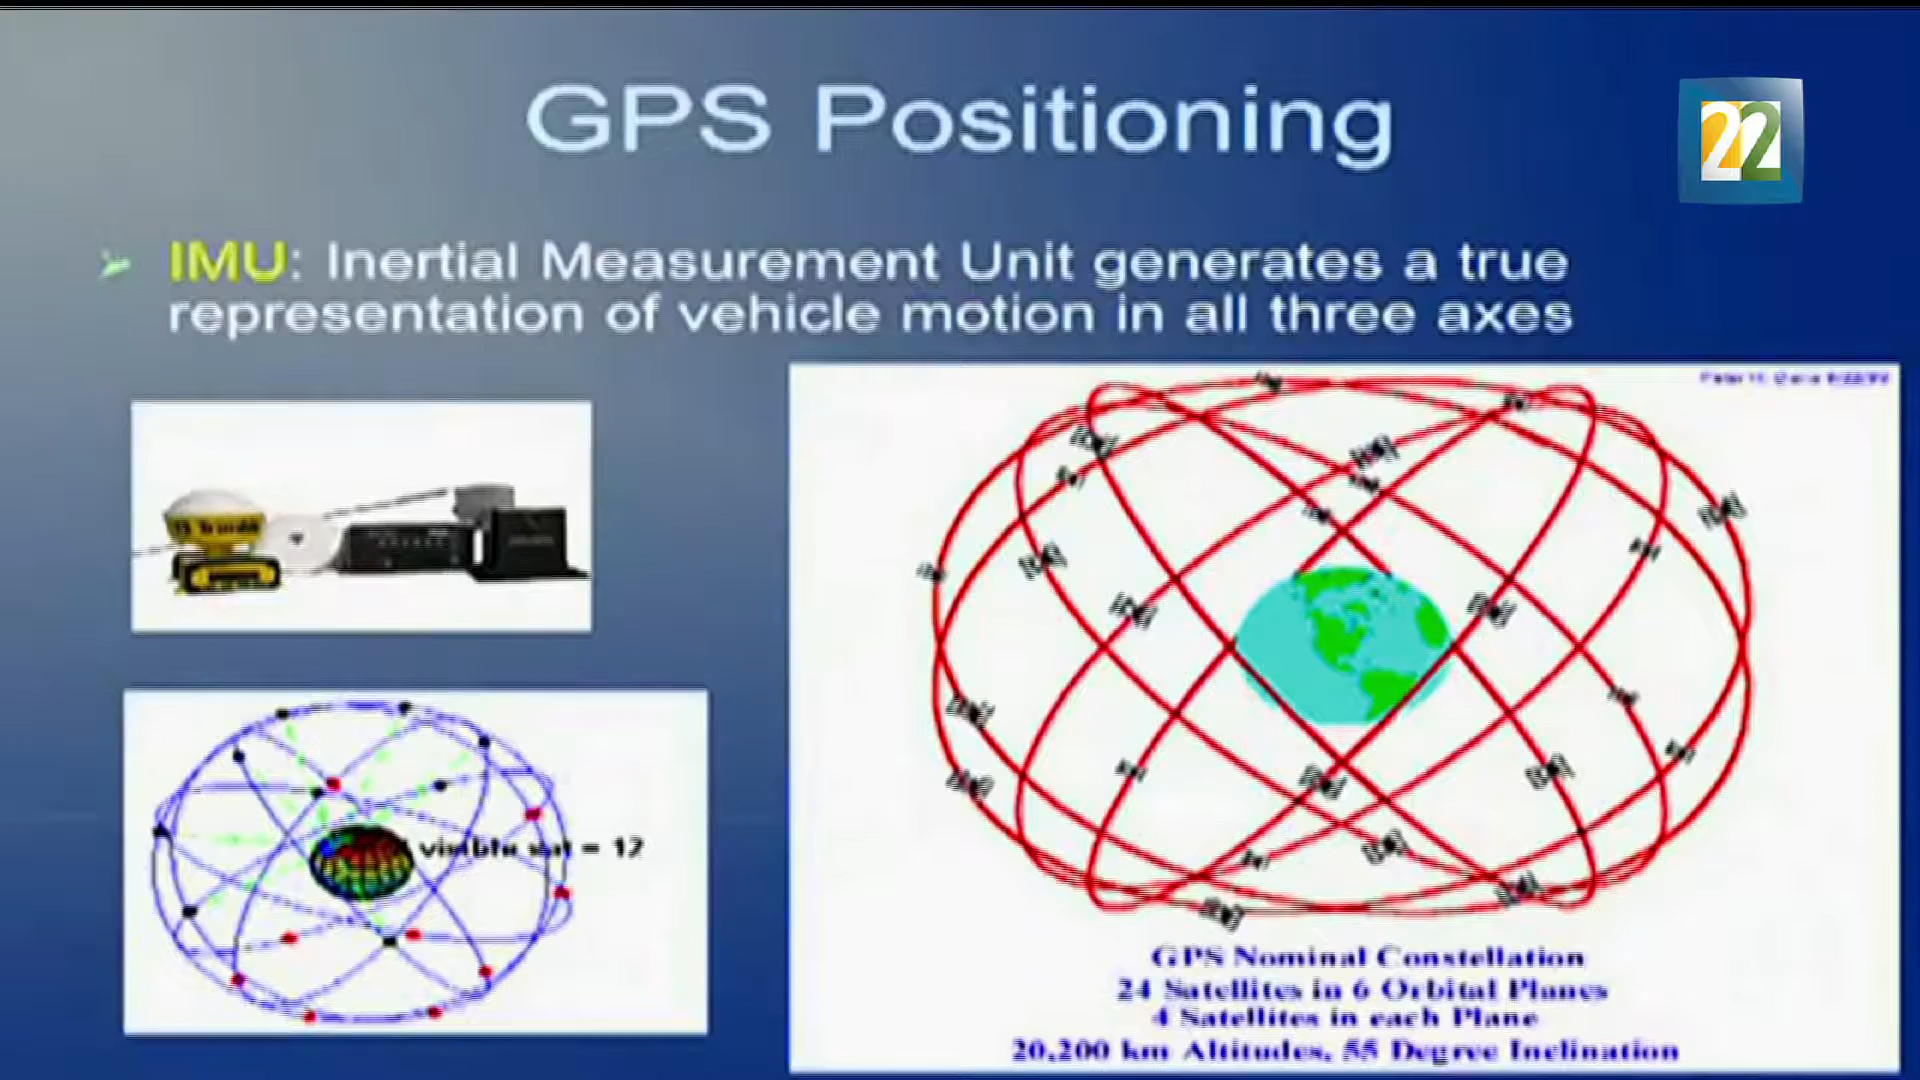 GPS Positioning
22
IMU: Inertial Measurement Unit generates a true
representation of vehicle motion in all three axes
Trimble
visible sat = 12
GPS Nominal Constellation
24 Satellites in 6 Orbital Planes
4 Satellites in each Plane
20,200 km Altitudes, 55 Degree Inclination